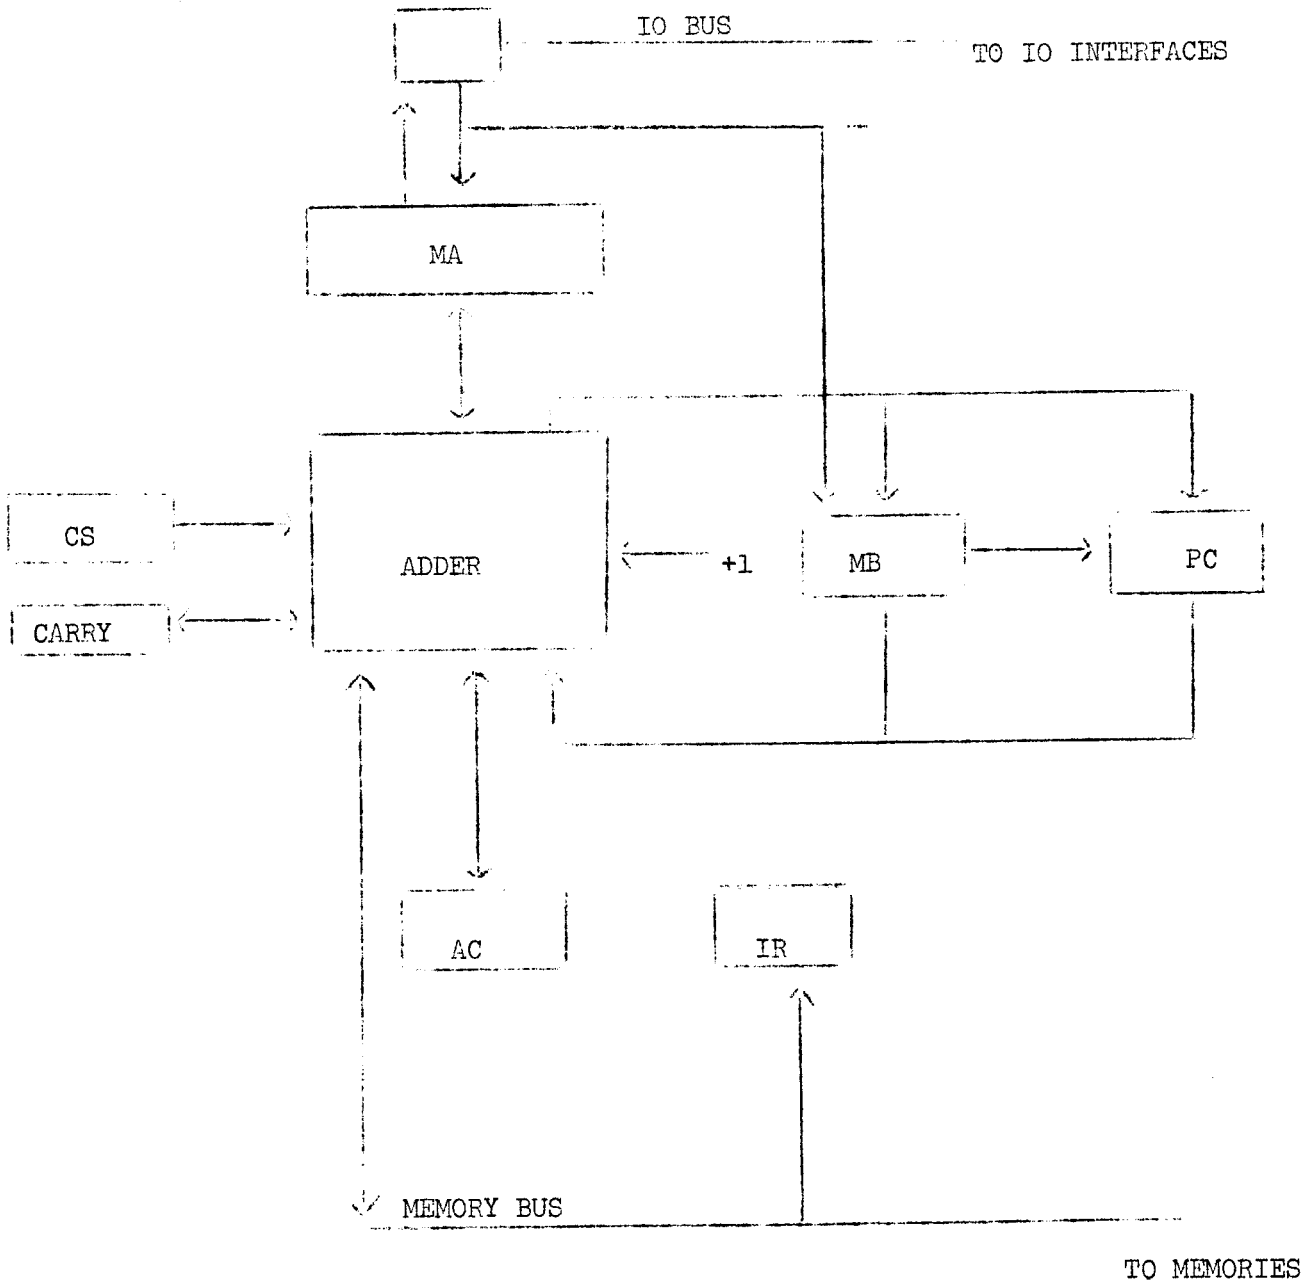 IO BUS
TO IO INTERFACES
MA
CS
ADDER
+1
MB
PC
CARRY
AC
IR
MEMORY BUS
TO MEMORIES